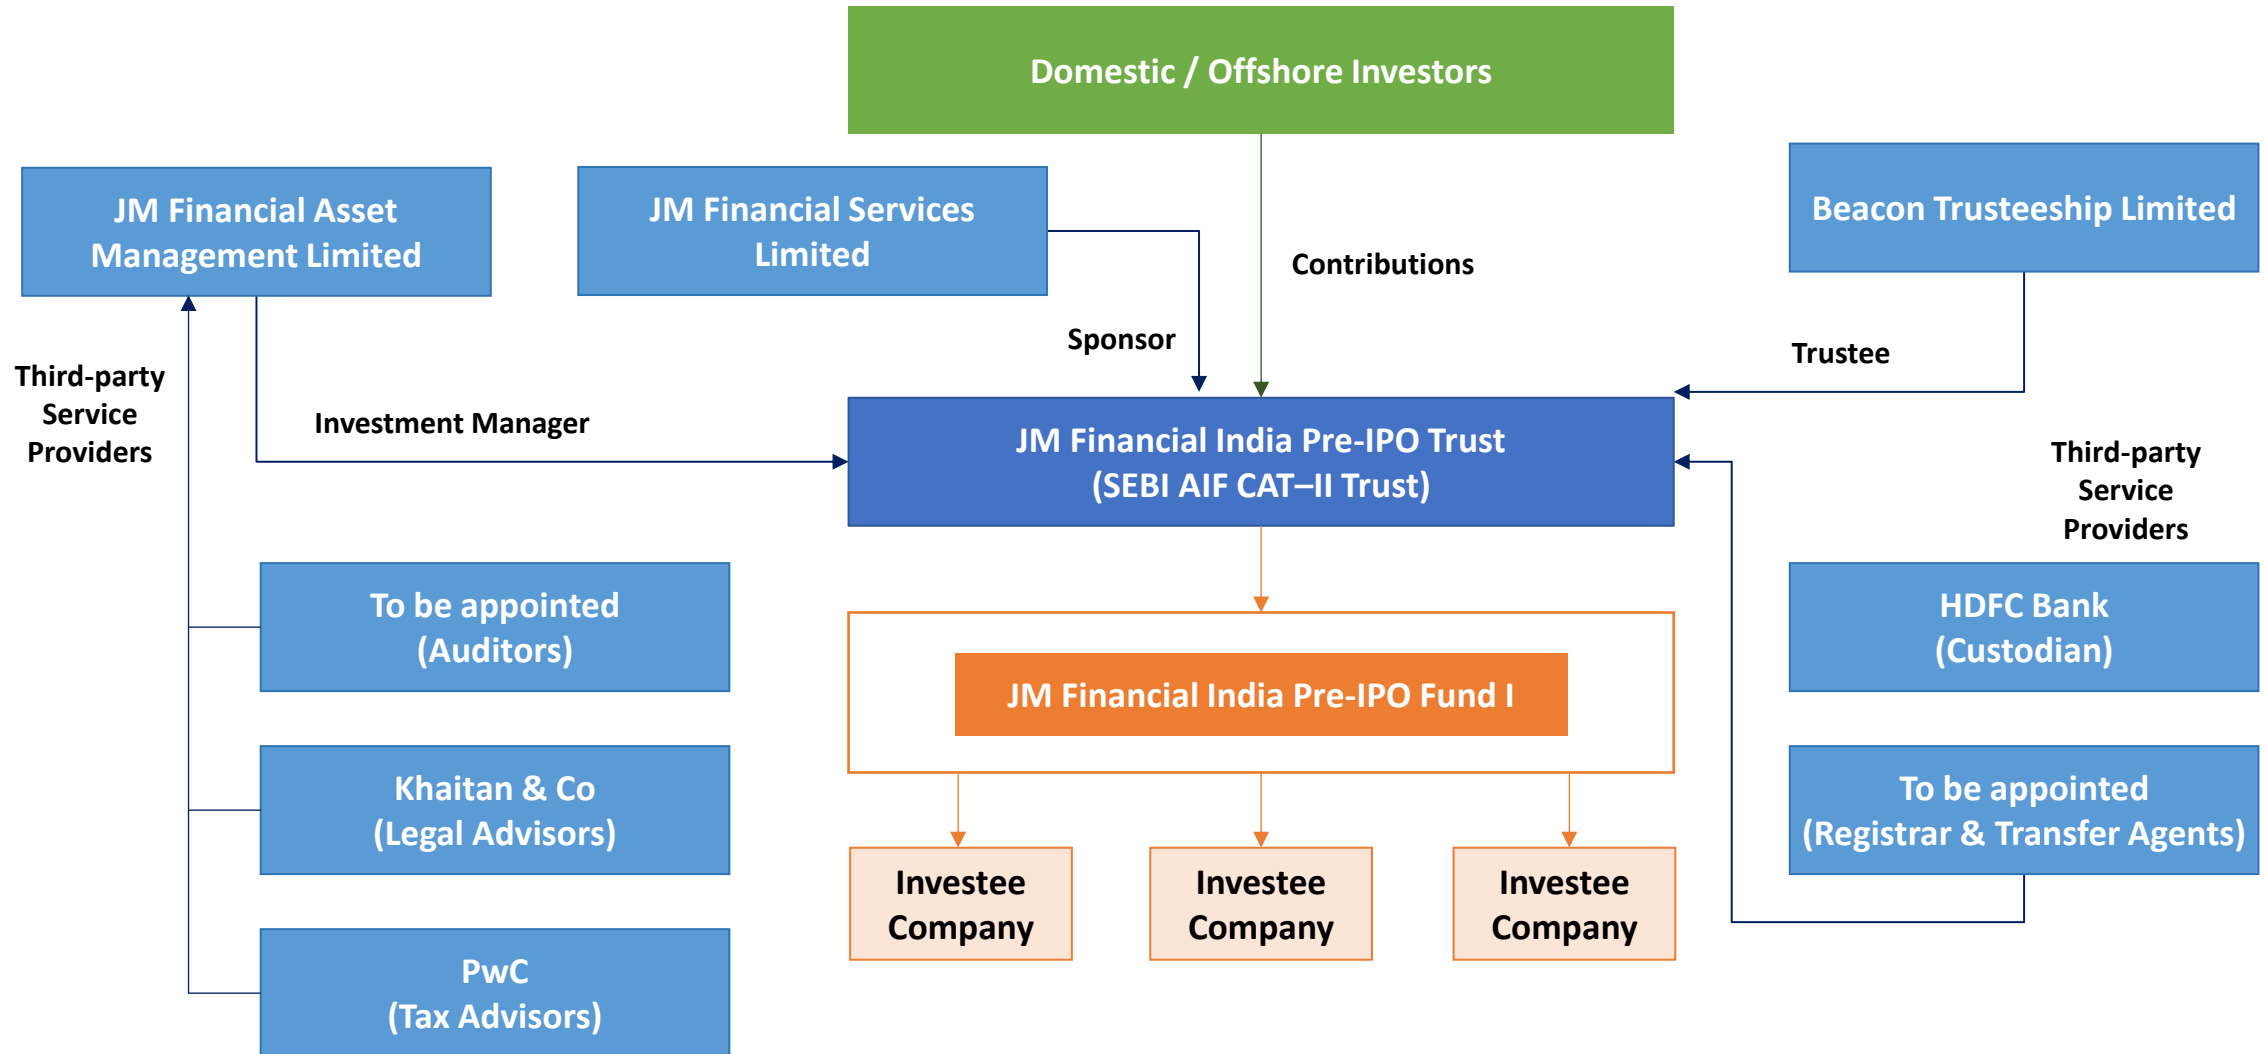 Domestic / Offshore Investors
JM Financial Asset
Management Limited
JM Financial Services
Limited
Beacon Trusteeship Limited
Contributions
Sponsor
Trustee
Third-party
Service
Providers
Investment Manager
JM Financial India Pre-IPO Trust
(SEBI AIF CAT–II Trust)
Third-party
Service
Providers
To be appointed
(Auditors)
HDFC Bank
(Custodian)
JM Financial India Pre-IPO Fund I
Khaitan & Co
(Legal Advisors)
To be appointed
(Registrar & Transfer Agents)
Investee
Company
Investee
Company
Investee
Company
PwC
(Tax Advisors)